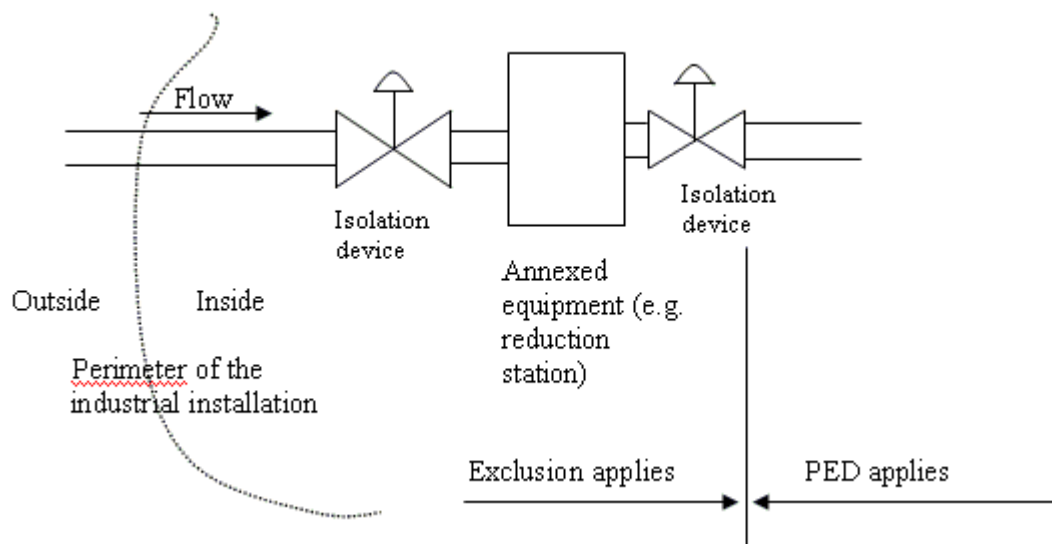 Flow
Isolation
device
Isolation
device
Annexed
equipment (e.g.
reduction
station)
Outside
Inside
Perimeter of the
industrial installation
Exclusion applies
PED applies